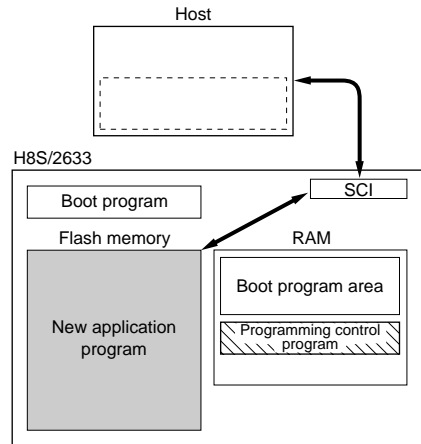 Host
H8S/2633
SCI
Boot program
Flash memory
RAM
Boot program area
New application
program
Programming control
program